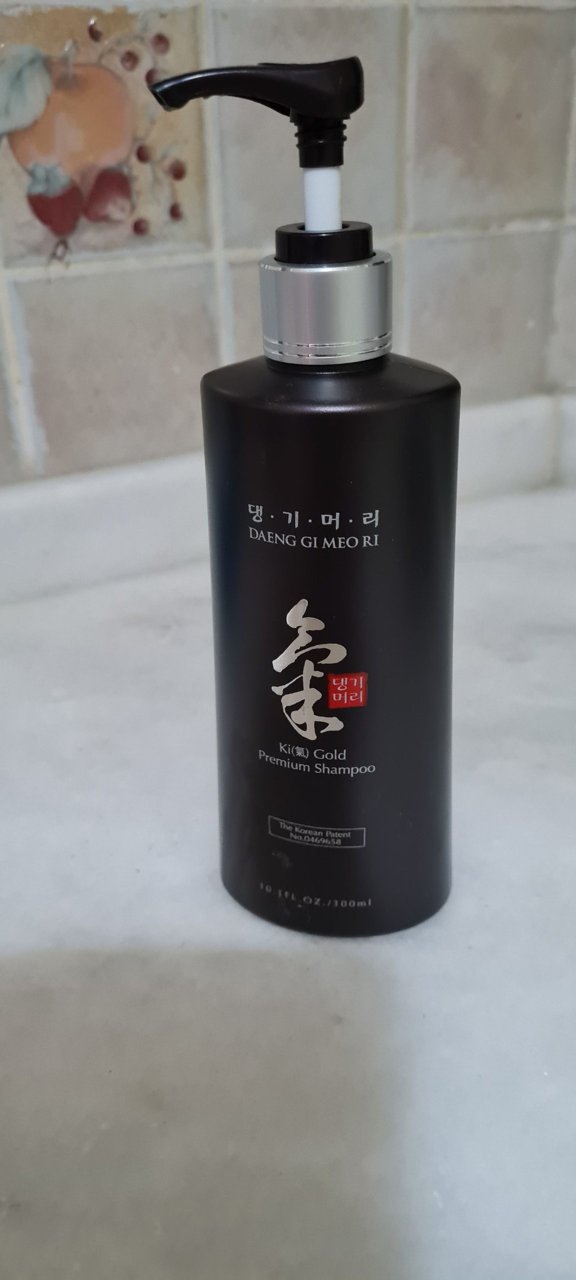 댕·기·머·리
DAENG GI MEO RI
氣
댕기
머리
Ki(氣) Gold
Premium Shampoo
The Korean Patent
No.0469658
10.1FL.OZ./300ml